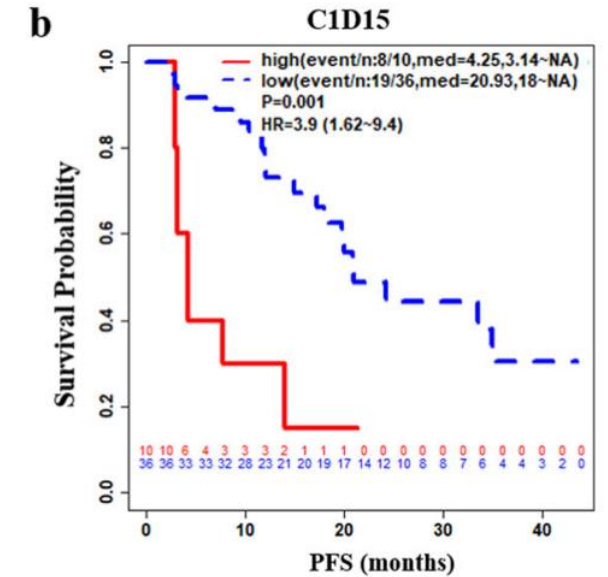 b
C1D15
high(event/n:8/10,med=4.25,3.14~NA)
low(event/n:19/36,med=20.93,18~NA)
P=0.001
HR=3.9 (1.62~9.4)
Survival Probability
1.0
0.8
0.6
0.4
0.2
0.0
10 10 6 4 3 3 3 2 1 1 1 0 0 0 0 0 0 0 0 0 0 0 0
36 36 33 33 32 28 23 21 20 19 17 14 12 10 8 8 7 6 4 4 3 2 0
0 10 20 30 40
PFS (months)